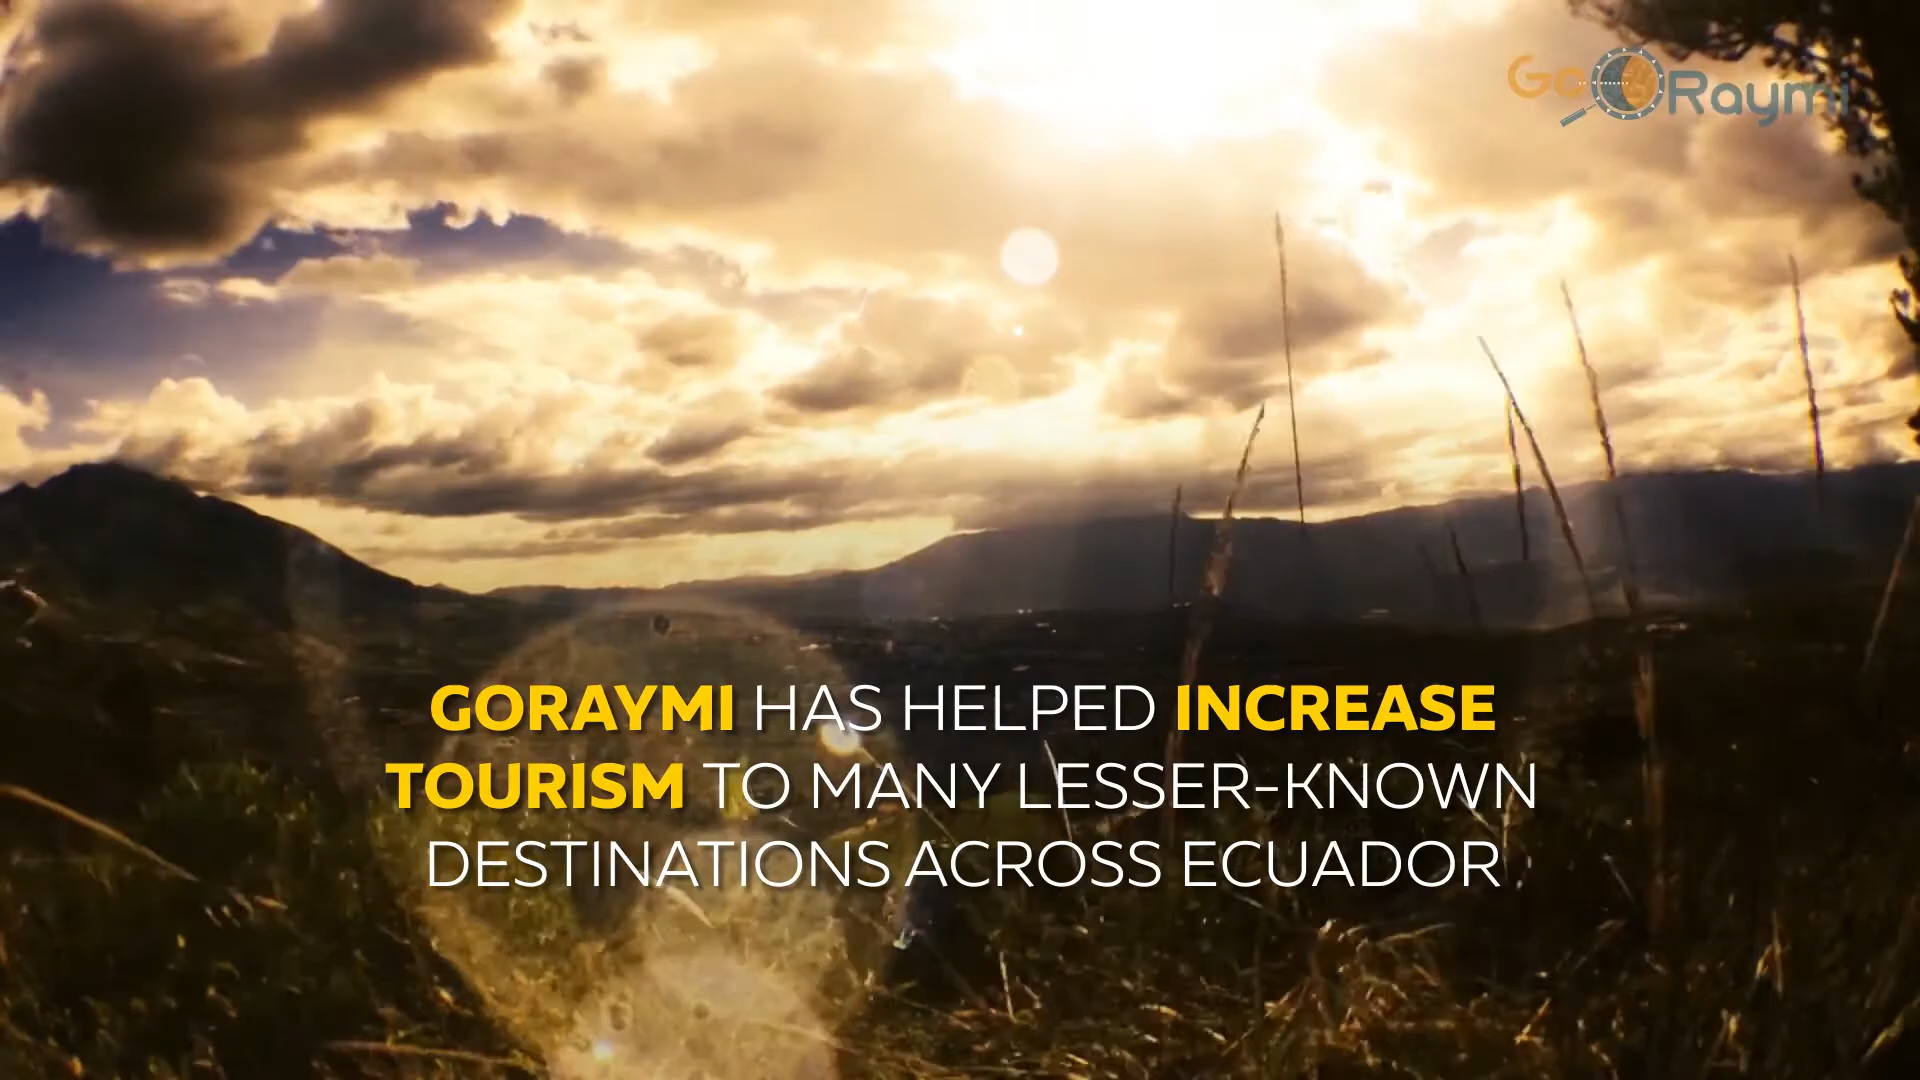 GoRaymi
GORAYMI HAS HELPED INCREASE
TOURISM TO MANY LESSER-KNOWN
DESTINATIONS ACROSS ECUADOR